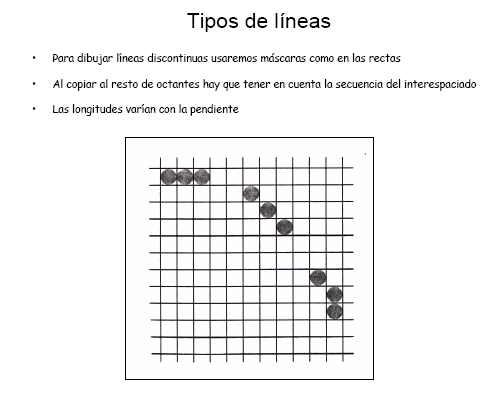 Tipos de líneas
• Para dibujar líneas discontinuas usaremos máscaras como en las rectas
• Al copiar al resto de octantes hay que tener en cuenta la secuencia del interespaciado
• Las longitudes varían con la pendiente